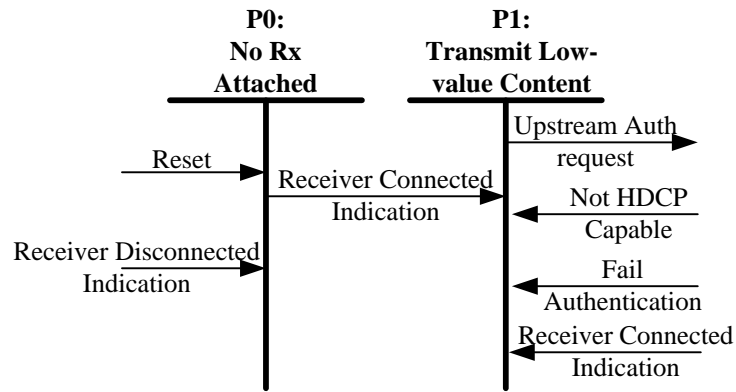 P0:
No Rx
Attached
P1:
Transmit Low-
value Content
Upstream Auth
request
Reset
Receiver Connected
Indication
Not HDCP
Capable
Receiver Disconnected
Indication
Fail
Authentication
Receiver Connected
Indication